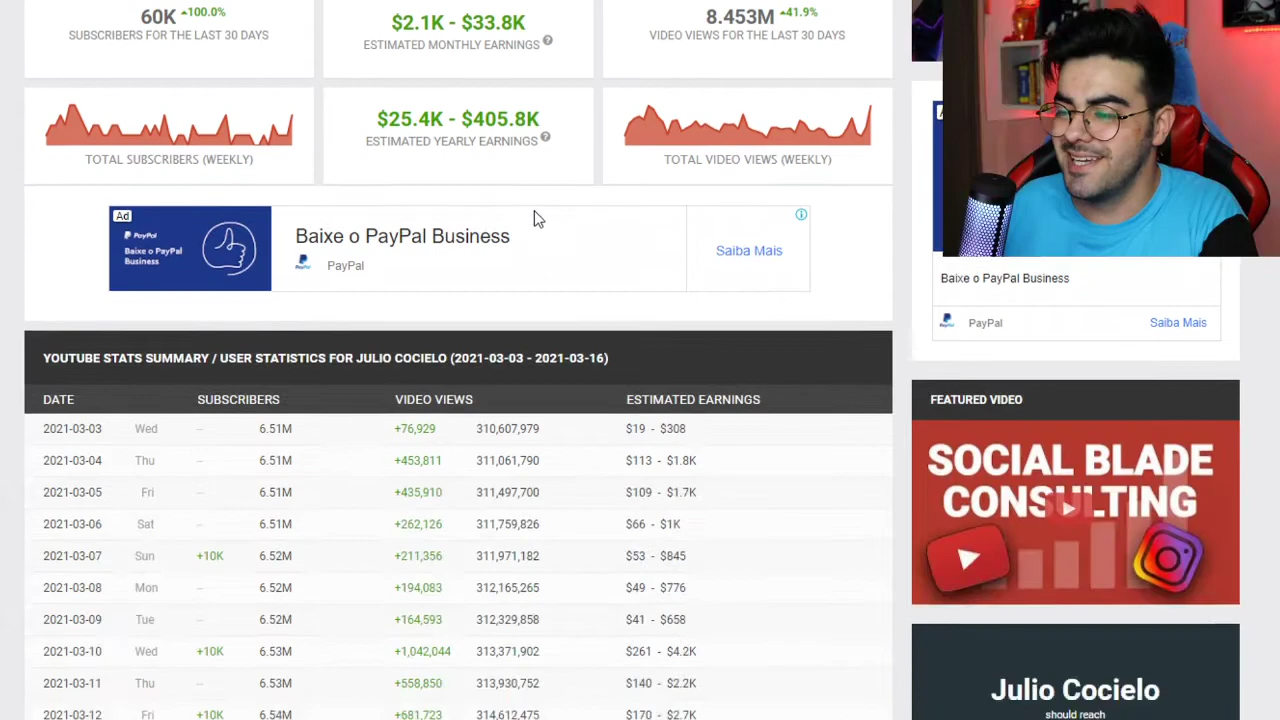 60K ▲100.0%
SUBSCRIBERS FOR THE LAST 30 DAYS
$2.1K - $33.8K
ESTIMATED MONTHLY EARNINGS
8.453M ▲41.9%
VIDEO VIEWS FOR THE LAST 30 DAYS
TOTAL SUBSCRIBERS (WEEKLY)
$25.4K - $405.8K
ESTIMATED YEARLY EARNINGS
TOTAL VIDEO VIEWS (WEEKLY)
Ad
PayPal
Baixe o PayPal
Business
Baixe o PayPal Business
PayPal
Saiba Mais
Baixe o PayPal Business
PayPal
Saiba Mais
YOUTUBE STATS SUMMARY / USER STATISTICS FOR JULIO COCIELO (2021-03-03 - 2021-03-16)
DATE SUBSCRIBERS VIDEO VIEWS ESTIMATED EARNINGS
2021-03-03 Wed -- 6.51M +76,929 310,607,979 $19 - $308
2021-03-04 Thu -- 6.51M +453,811 311,061,790 $113 - $1.8K
2021-03-05 Fri -- 6.51M +435,910 311,497,700 $109 - $1.7K
2021-03-06 Sat -- 6.51M +262,126 311,759,826 $66 - $1K
2021-03-07 Sun +10K 6.52M +211,356 311,971,182 $53 - $845
2021-03-08 Mon -- 6.52M +194,083 312,165,265 $49 - $776
2021-03-09 Tue -- 6.52M +164,593 312,329,858 $41 - $658
2021-03-10 Wed +10K 6.53M +1,042,044 313,371,902 $261 - $4.2K
2021-03-11 Thu -- 6.53M +558,850 313,930,752 $140 - $2.2K
2021-03-12 Fri +10K 6.54M +681,723 314,612,475 $170 - $2.7K
FEATURED VIDEO
SOCIAL BLADE
CONSULTING
Julio Cocielo
should reach